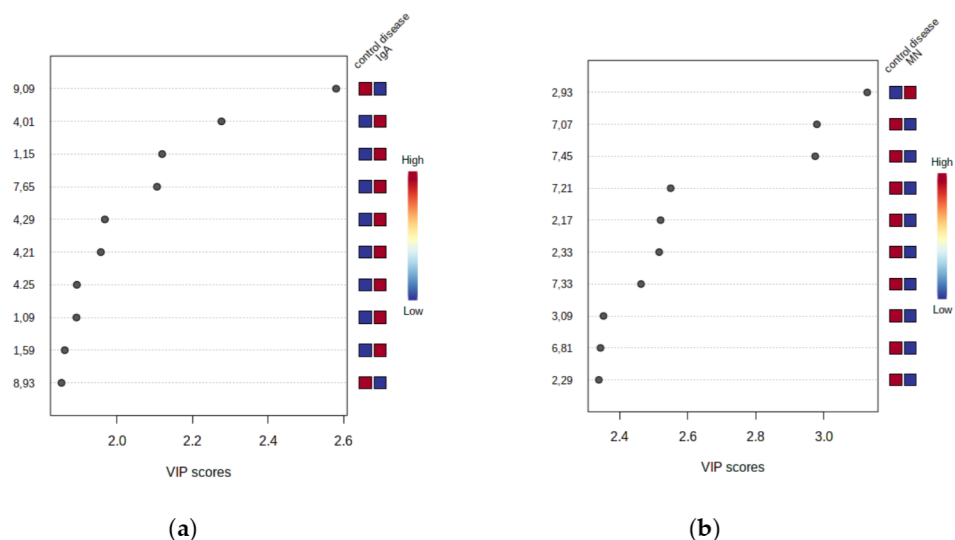 control disease
IgA
9,09
4,01
1,15
7,65
4,29
4,21
4.25
1,09
1,59
8,93
High
Low
2.0 2.2 2.4 2.6
VIP scores
(a)
control disease
MN
2,93
7,07
7,45
7,21
2,17
2,33
7,33
3,09
6,81
2,29
High
Low
2.4 2.6 2.8 3.0
VIP scores
(b)